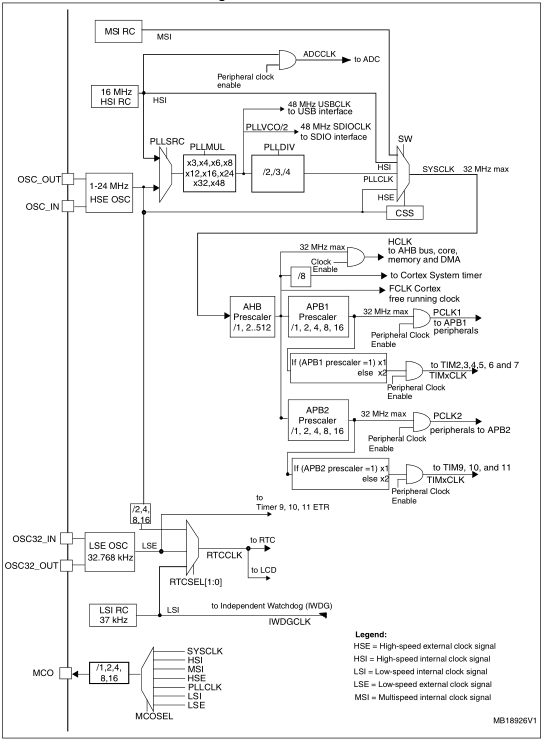 MSI RC
MSI
ADCCLK
to ADC
Peripheral clock
enable
16 MHz
HSI RC
HSI
48 MHz USBCLK
to USB interface
PLLVCO/2
48 MHz SDIOCLK
to SDIO interface
PLLSRC
PLLMUL
PLLDIV
SW
x3,x4,x6,x8
x12,x16,x24
x32,x48
/2,/3,/4
HSI
PLLCLK
HSE
SYSCLK
32 MHz max
CSS
OSC_OUT
OSC_IN
1-24 MHz
HSE OSC
HCLK
to AHB bus, core,
memory and DMA
32 MHz max
Clock
Enable
/8
to Cortex System timer
FCLK Cortex
free running clock
AHB
Prescaler
/1, 2..512
APB1
Prescaler
/1, 2, 4, 8, 16
32 MHz max
PCLK1
to APB1
peripherals
Peripheral Clock
Enable
If (APB1 prescaler =1) x1
else x2
to TIM2,3,4,5, 6 and 7
TIMxCLK
Peripheral Clock
Enable
APB2
Prescaler
/1, 2, 4, 8, 16
32 MHz max
PCLK2
peripherals to APB2
Peripheral Clock
Enable
If (APB2 prescaler =1) x1
else x2
to TIM9, 10, and 11
TIMxCLK
Peripheral Clock
Enable
/2,4,
8,16
to
Timer 9, 10, 11 ETR
OSC32_IN
OSC32_OUT
LSE OSC
32.768 kHz
LSE
RTCCLK
to RTC
to LCD
RTCSEL[1:0]
LSI RC
37 kHz
LSI
to Independent Watchdog (IWDG)
IWDGCLK
MCO
/1,2,4,
8,16
MCOSEL
SYSCLK
HSI
MSI
HSE
PLLCLK
LSI
LSE
Legend:
HSE = High-speed external clock signal
HSI = High-speed internal clock signal
LSI = Low-speed internal clock signal
LSE = Low-speed external clock signal
MSI = Multispeed internal clock signal
MB18926V1